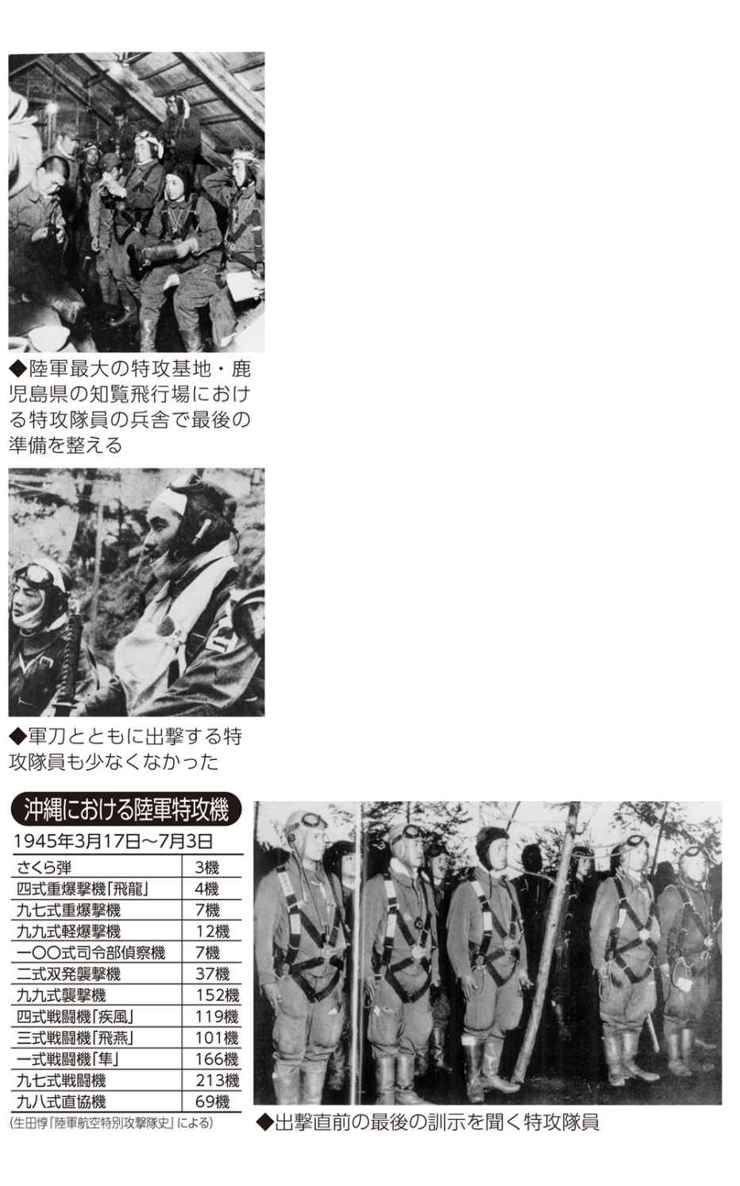 ◆陸軍最大の特攻基地・鹿
児島県の知覧飛行場におけ
る特攻隊員の兵舎で最後の
準備を整える
◆軍刀とともに出撃する特
攻隊員も少なくなかった
沖縄における陸軍特攻機
1945年3月17日〜7月3日
さくら弾 3機
四式重爆撃機「飛龍」 4機
九七式重爆撃機 7機
九九式軽爆撃機 12機
一〇〇式司令部偵察機 7機
二式双発襲撃機 37機
九九式襲撃機 152機
四式戦闘機「疾風」 119機
三式戦闘機「飛燕」 101機
一式戦闘機「隼」 166機
九七式戦闘機 213機
九八式直協機 69機
(生田惇「陸軍航空特別攻撃隊史」による)
◆出撃直前の最後の訓示を聞く特攻隊員